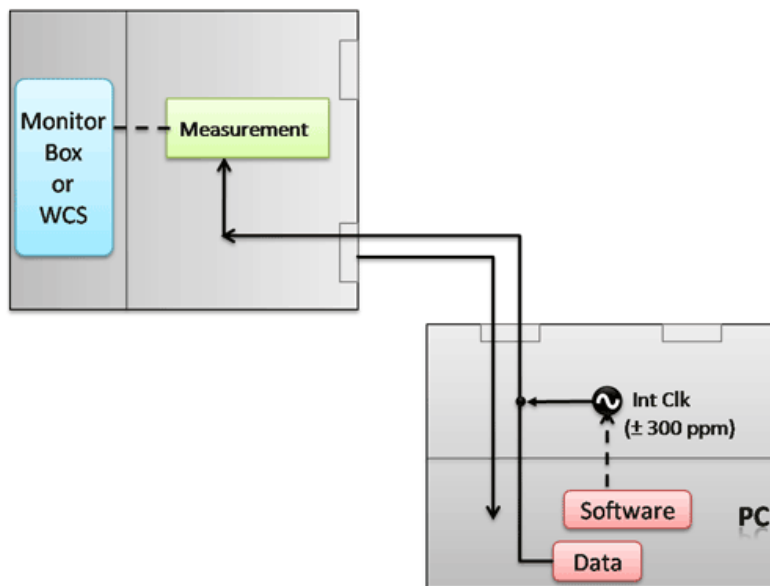 Monitor
Box
or
WCS
Measurement
Int Clk
(± 300 ppm)
Software
PC
Data